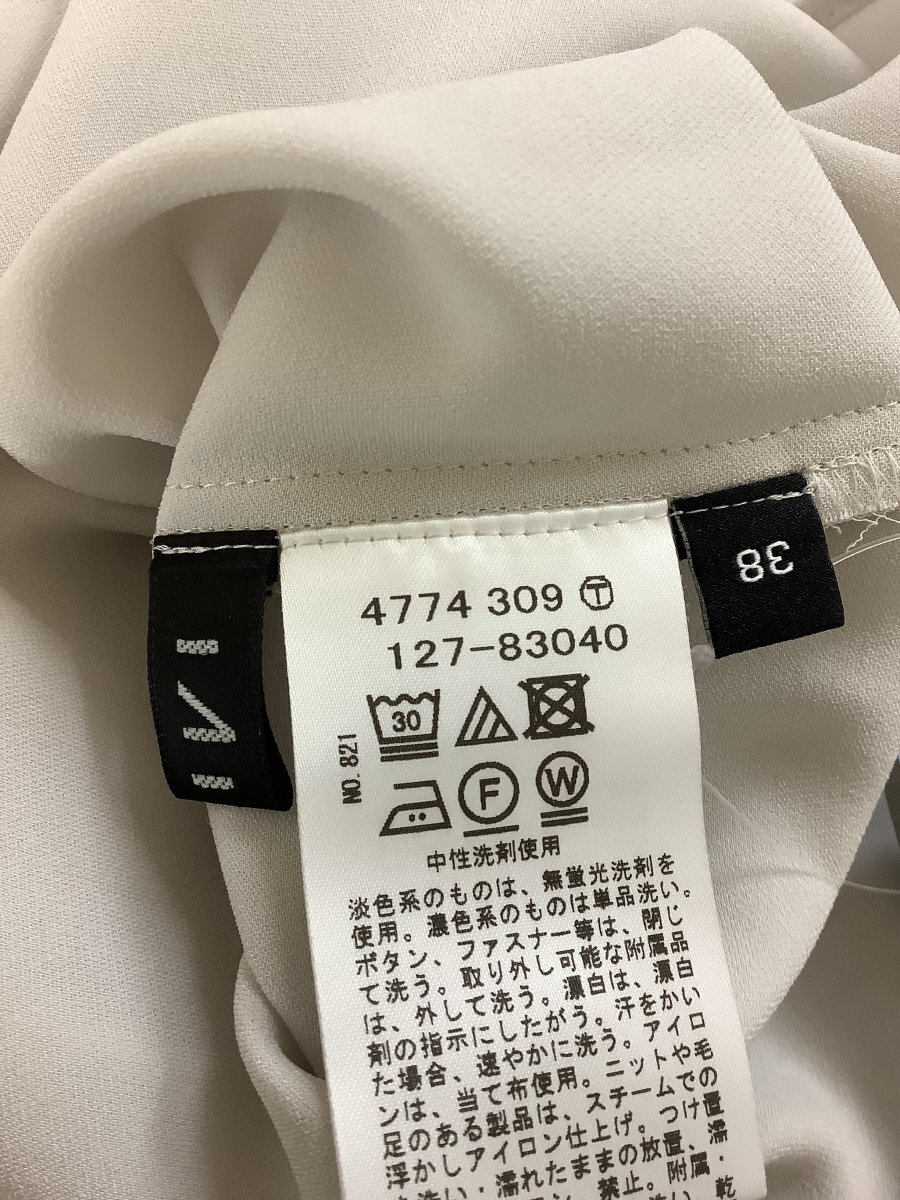 38
4774 309 Ⓣ
127-83040
30
NO. 821
F
W
中性洗剤使用
淡色系のものは、無蛍光洗剤を
使用。濃色系のものは単品洗い。
ボタン、ファスナー等は、閉じ
て洗う。取り外し可能な附属品
は、外して洗う。漂白は、漂白
剤の指示にしたがう。汗をかい
た場合、速やかに洗う。アイロ
ンは、当て布使用。ニットや毛
足のある製品は、スチームでの
浮かしアイロン仕上げ。つけ置
き洗い・濡れたままの放置、濡
禁止。附属・
洗い、乾